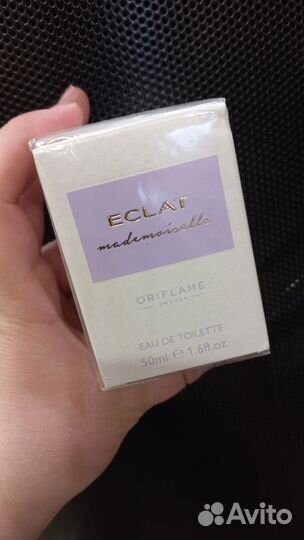 ECLAT
mademoiselle
ORIFLAME
SWEDEN
EAU DE TOILETTE
50ml e 1.6fl.oz.
Avito